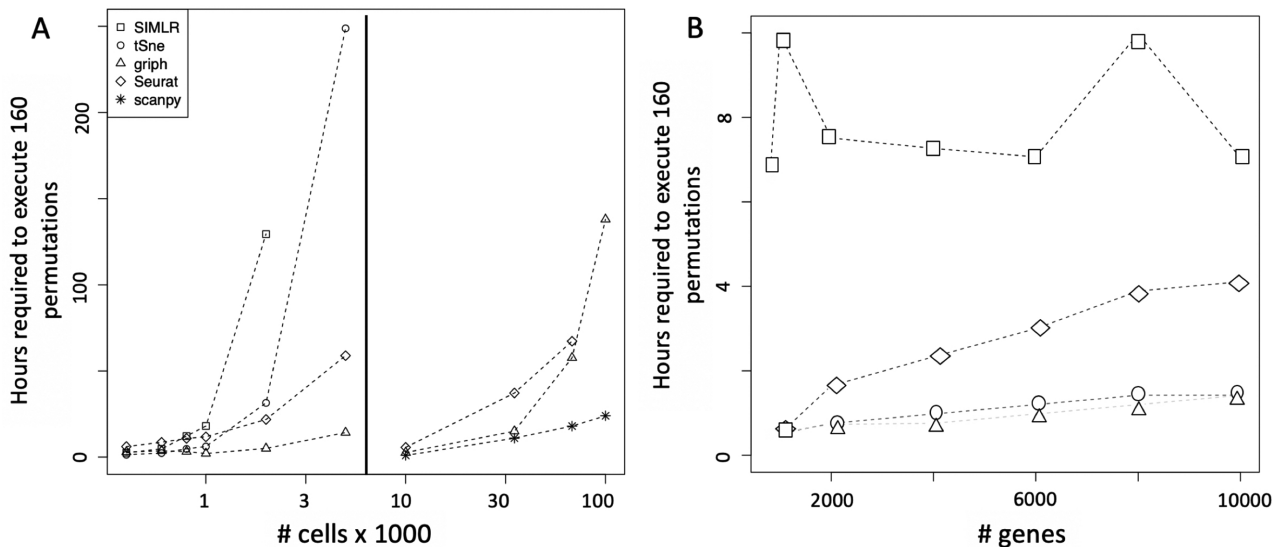 A
SIMLR
tSne
griph
Seurat
scanpy
Hours required to execute 160
permutations
0
100
200
1
3
10
30
100
# cells x 1000
B
Hours required to execute 160
permutations
0
4
8
2000
6000
10000
# genes